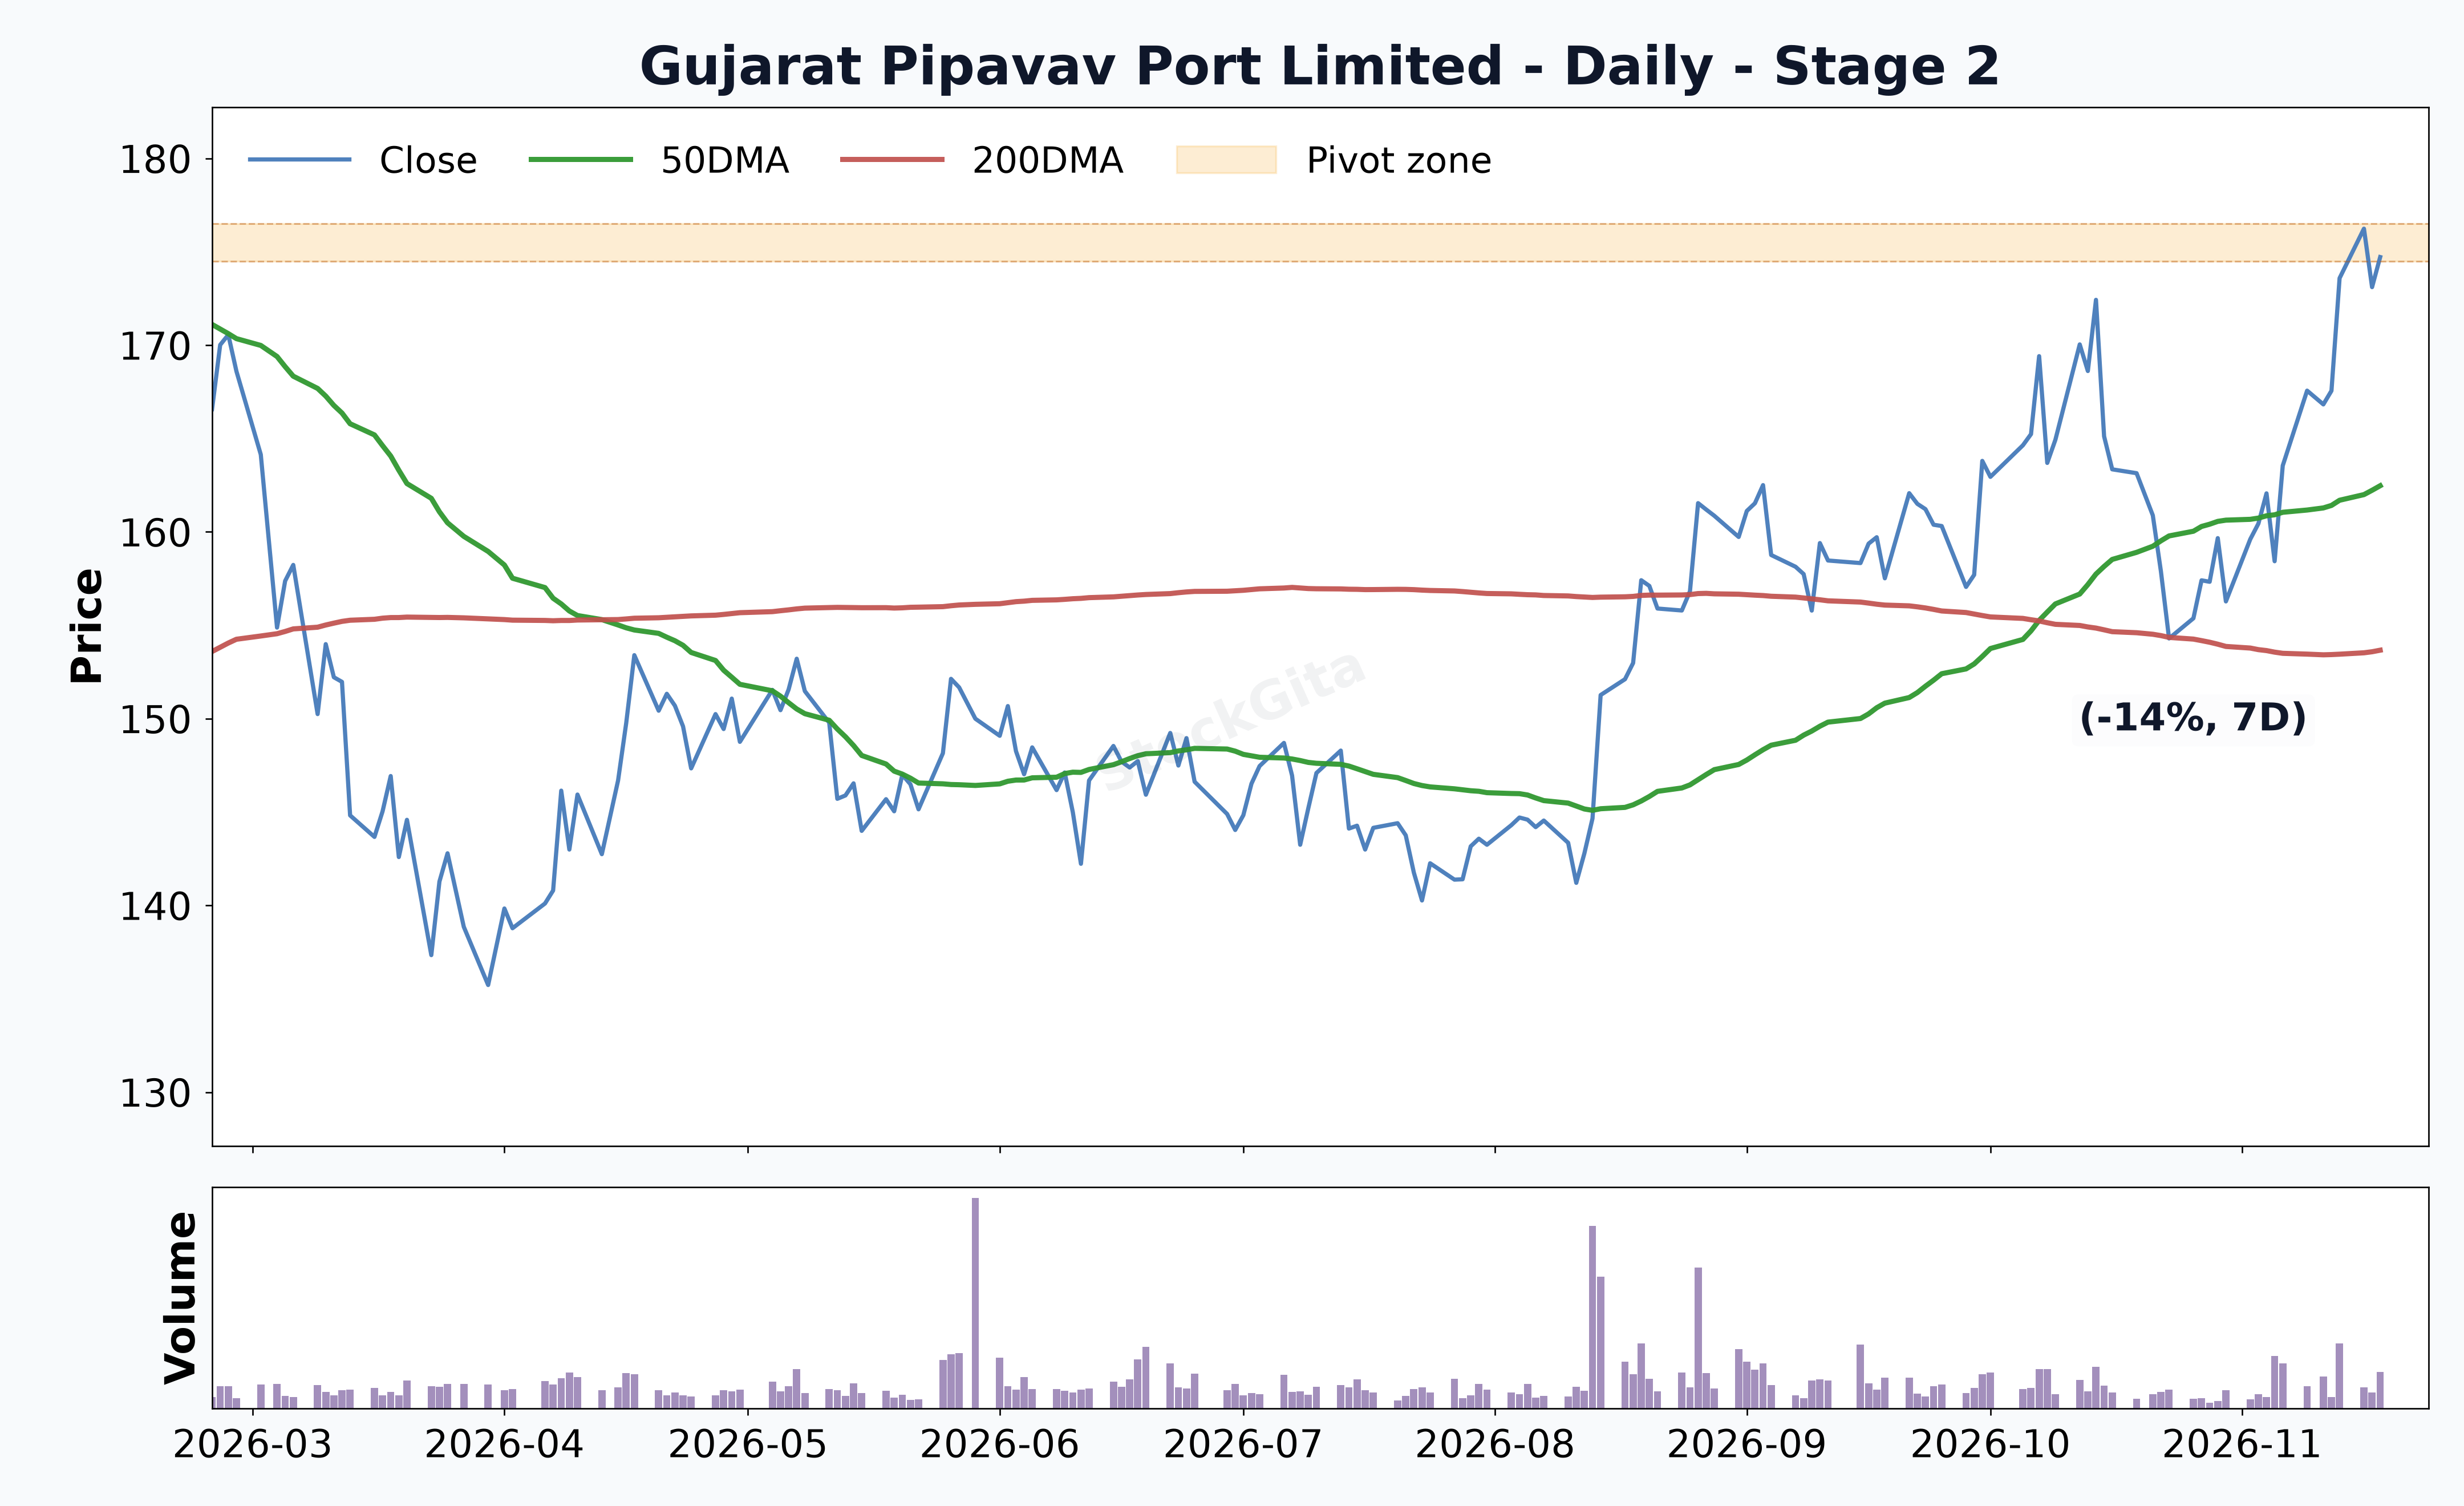 Gujarat Pipavav Port Limited - Daily - Stage 2
Close 50DMA 200DMA Pivot zone
180
170
160
150
140
130
Price
StockGita
(-14%, 7D)
Volume
2026-03 2026-04 2026-05 2026-06 2026-07 2026-08 2026-09 2026-10 2026-11